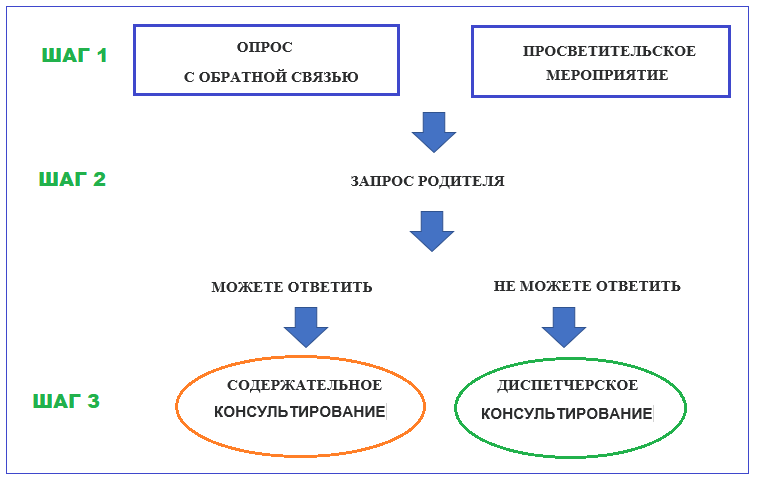 ШАГ 1
ОПРОС
С ОБРАТНОЙ СВЯЗЬЮ
ПРОСВЕТИТЕЛЬСКОЕ
МЕРОПРИЯТИЕ
ШАГ 2
ЗАПРОС РОДИТЕЛЯ
МОЖЕТЕ ОТВЕТИТЬ
НЕ МОЖЕТЕ ОТВЕТИТЬ
ШАГ 3
СОДЕРЖАТЕЛЬНОЕ
КОНСУЛЬТИРОВАНИЕ
ДИСПЕТЧЕРСКОЕ
КОНСУЛЬТИРОВАНИЕ